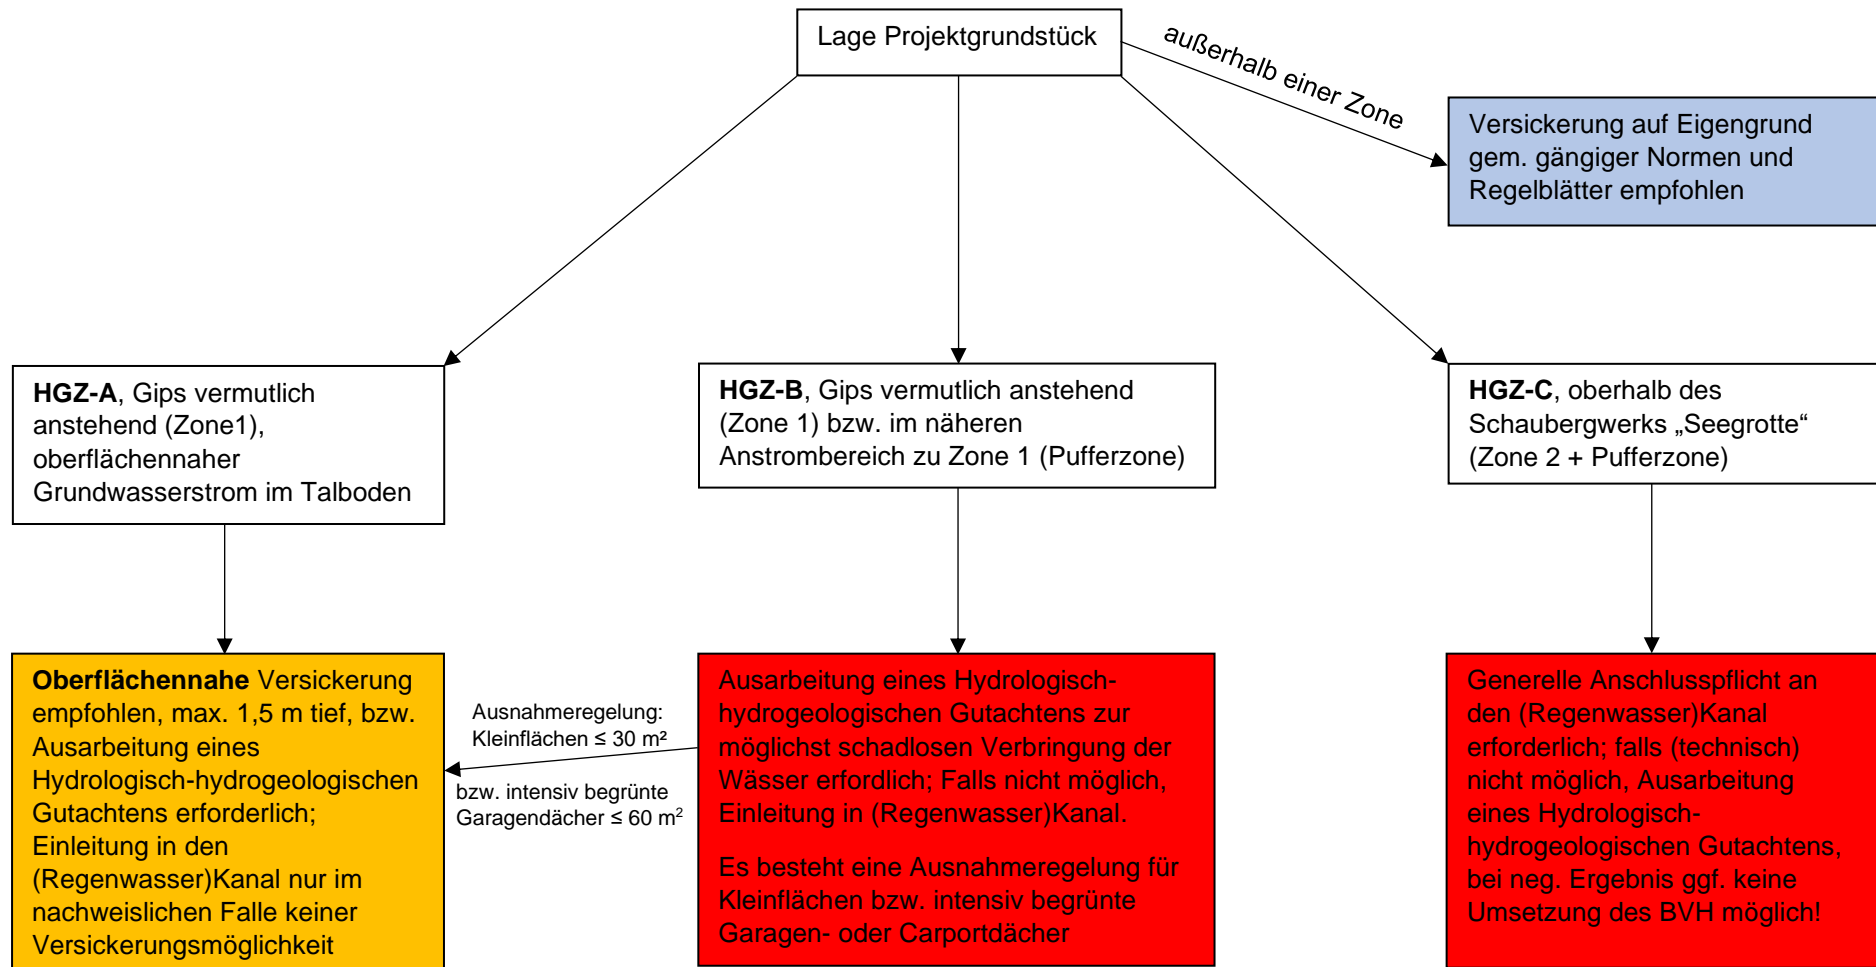 Lage Projektgrundstück
außerhalb einer Zone
Versickerung auf Eigengrund
gem. gängiger Normen und
Regelblätter empfohlen
HGZ-A, Gips vermutlich
anstehend (Zone1),
oberflächennaher
Grundwasserstrom im Talboden
HGZ-B, Gips vermutlich anstehend
(Zone 1) bzw. im näheren
Anstrombereich zu Zone 1 (Pufferzone)
HGZ-C, oberhalb des
Schaubergwerks „Seegrotte“
(Zone 2 + Pufferzone)
Oberflächennahe Versickerung
empfohlen, max. 1,5 m tief, bzw.
Ausarbeitung eines
Hydrologisch-hydrogeologischen
Gutachtens erforderlich;
Einleitung in den
(Regenwasser)Kanal nur im
nachweislichen Falle keiner
Versickerungsmöglichkeit
Ausnahmeregelung:
Kleinflächen ≤ 30 m²
bzw. intensiv begrünte
Garagendächer ≤ 60 m²
Ausarbeitung eines Hydrologisch-
hydrogeologischen Gutachtens zur
möglichst schadlosen Verbringung der
Wässer erfordlich; Falls nicht möglich,
Einleitung in (Regenwasser)Kanal.
Es besteht eine Ausnahmeregelung für
Kleinflächen bzw. intensiv begrünte
Garagen- oder Carportdächer
Generelle Anschlusspflicht an
den (Regenwasser)Kanal
erforderlich; falls (technisch)
nicht möglich, Ausarbeitung
eines Hydrologisch-
hydrogeologischen Gutachtens,
bei neg. Ergebnis ggf. keine
Umsetzung des BVH möglich!